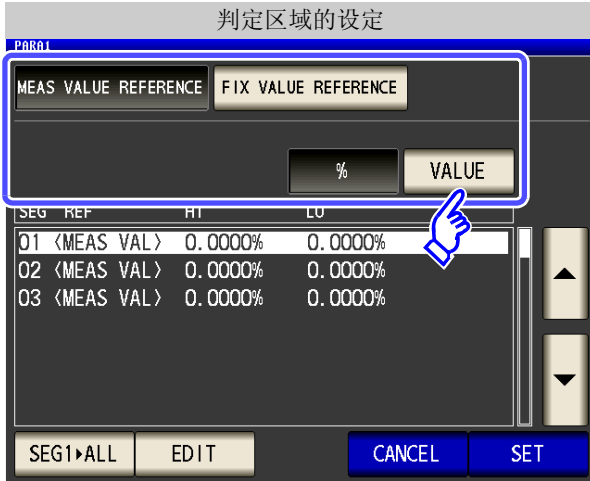 判定区域的设定
PARA1
MEAS VALUE REFERENCE FIX VALUE REFERENCE
% VALUE
SEG REF HI LO
01 〈MEAS VAL〉 0.0000% 0.0000%
02 〈MEAS VAL〉 0.0000% 0.0000%
03 〈MEAS VAL〉 0.0000% 0.0000%
SEG1▸ALL EDIT CANCEL SET